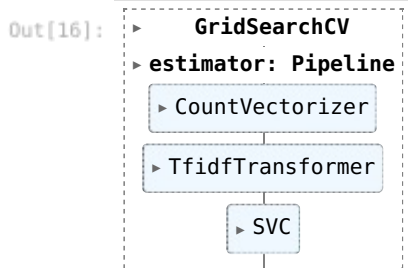 Out[16]:
GridSearchCV
estimator: Pipeline
CountVectorizer
TfidfTransformer
SVC